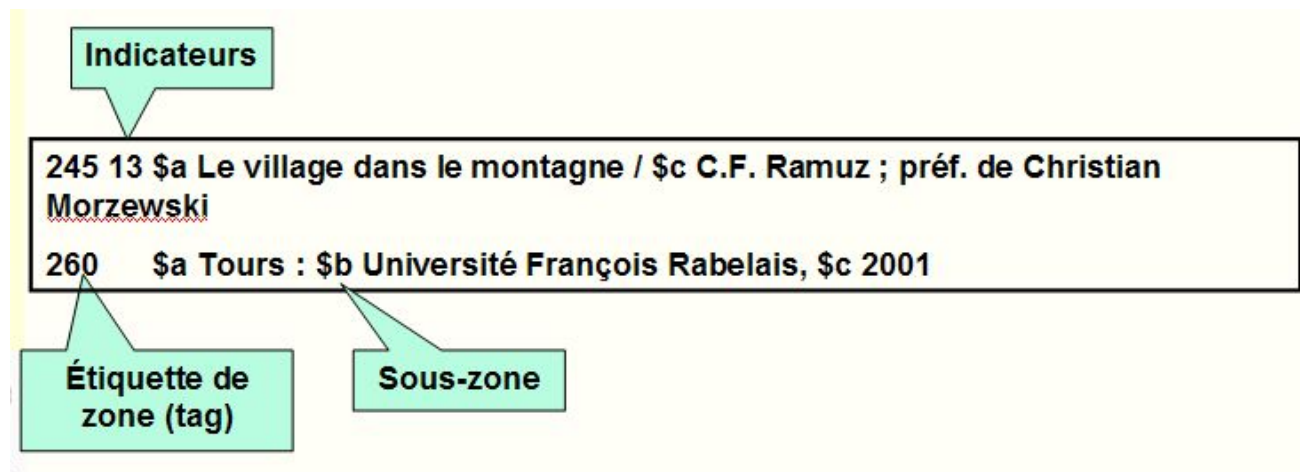 Indicateurs
245 13 $a Le village dans le montagne / $c C.F. Ramuz ; préf. de Christian
Morzewski
260 $a Tours : $b Université François Rabelais, $c 2001
Étiquette de
zone (tag)
Sous-zone